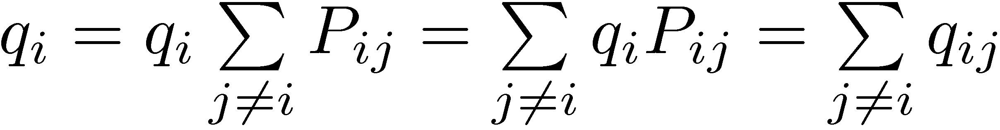 q_i = q_i \sum_{j \neq i} P_{ij} = \sum_{j \neq i} q_i P_{ij} = \sum_{j \neq i} q_{ij}